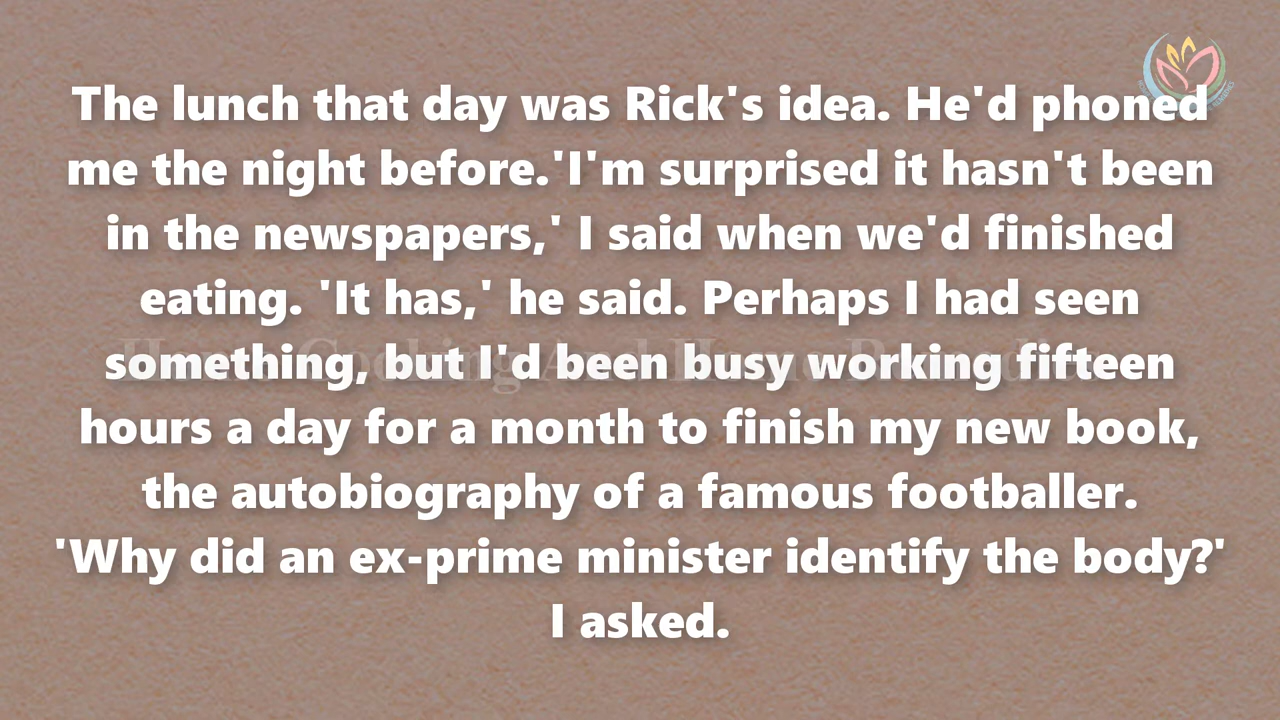 The lunch that day was Rick's idea. He'd phoned
me the night before.'I'm surprised it hasn't been
in the newspapers,' I said when we'd finished
eating. 'It has,' he said. Perhaps I had seen
something, but I'd been busy working fifteen
hours a day for a month to finish my new book,
the autobiography of a famous footballer.
'Why did an ex-prime minister identify the body?'
I asked.